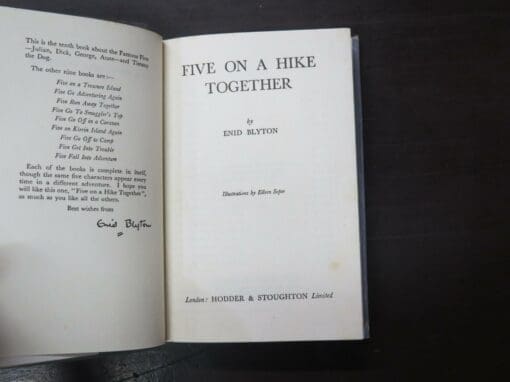 This is the tenth book about the Famous Five
—Julian, Dick, George, Anne—and Timmy
the Dog.
The other nine books are:—
Five on a Treasure Island
Five Go Adventuring Again
Five Run Away Together
Five Go To Smuggler's Top
Five Go Off in a Caravan
Five on Kirrin Island Again
Five Go Off to Camp
Five Get Into Trouble
Five Fall Into Adventure
Each of the books is complete in itself,
though the same five characters appear every
time in a different adventure. I hope you
will like this one, "Five on a Hike Together",
as much as you like all the others.
Best wishes from
Enid Blyton
FIVE ON A HIKE
TOGETHER
by
ENID BLYTON
Illustrations by Eileen Soper
London: HODDER & STOUGHTON Limited